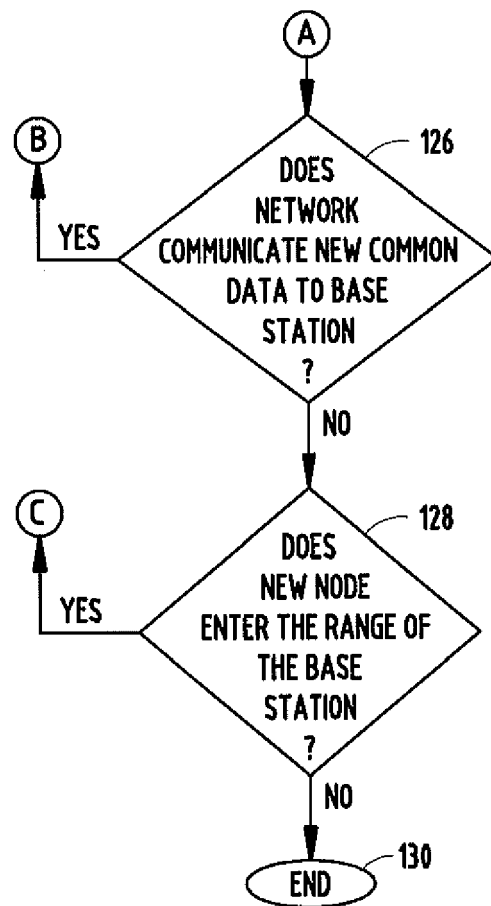 A
126
B
DOES
NETWORK
YES
COMMUNICATE NEW COMMON
DATA TO BASE
STATION
?
NO
C
128
DOES
NEW NODE
YES
ENTER THE RANGE OF
THE BASE
STATION
?
NO
130
END